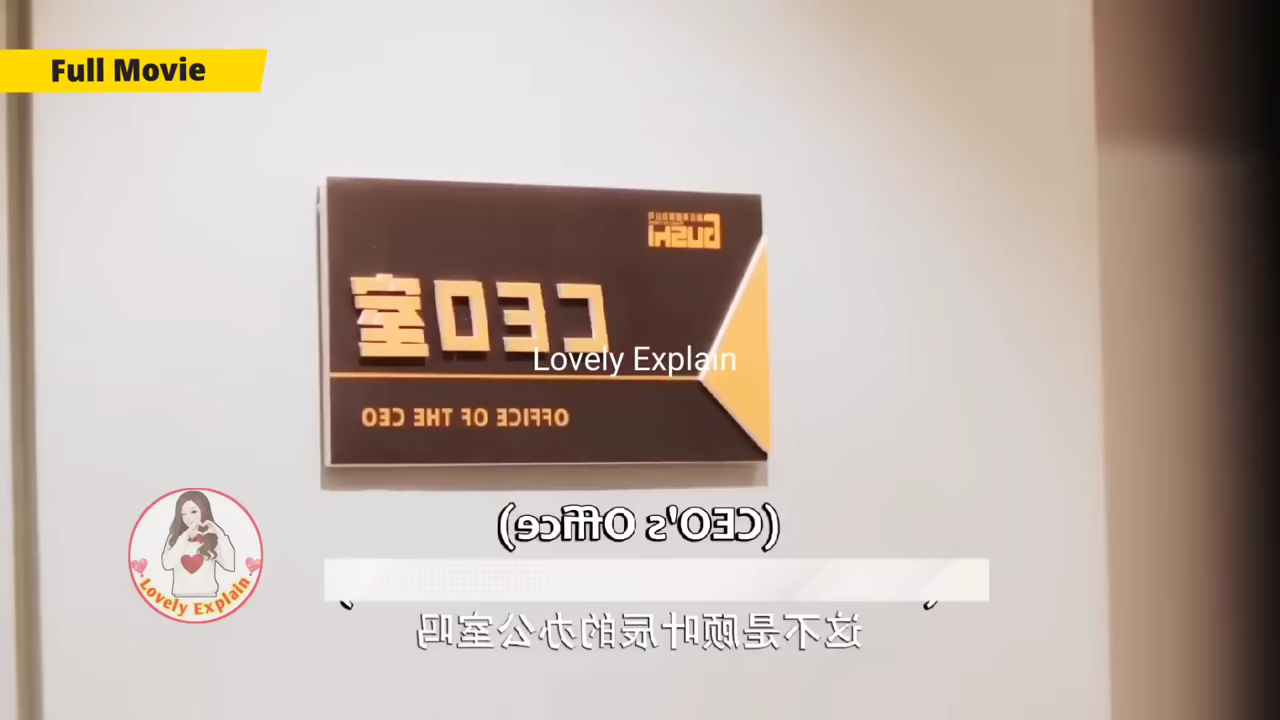 Full Movie
GUSHI
CEO室
Lovely Explain
OFFICE OF THE CEO
(CEO's Office)
Lovely Explain
这不是顾叶辰的办公室吗